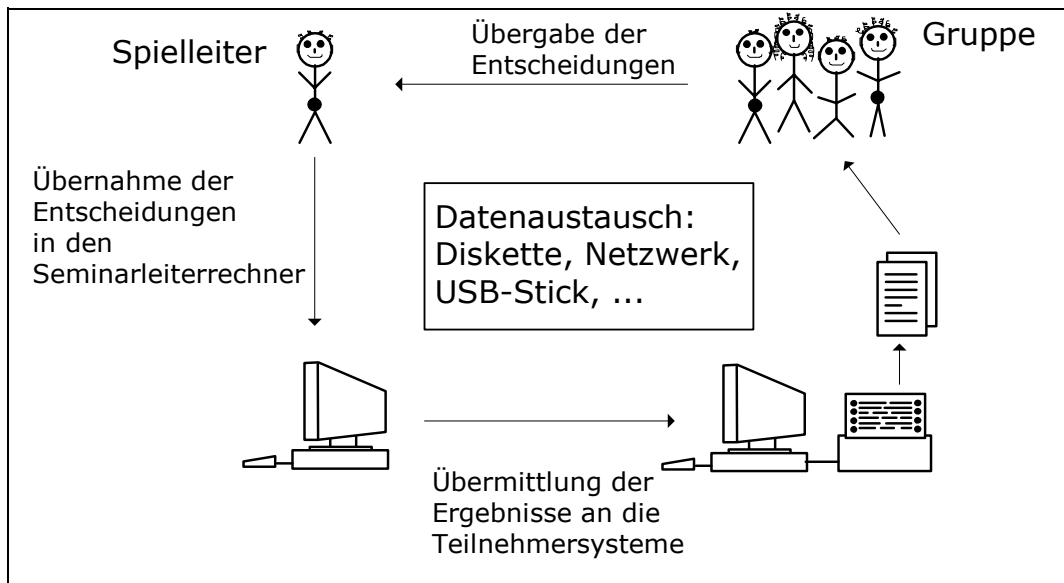 Spielleiter
Übergabe der
Entscheidungen
Gruppe
Übernahme der
Entscheidungen
in den
Seminarleiterrechner
Datenaustausch:
Diskette, Netzwerk,
USB-Stick, ...
Übermittlung der
Ergebnisse an die
Teilnehmersysteme